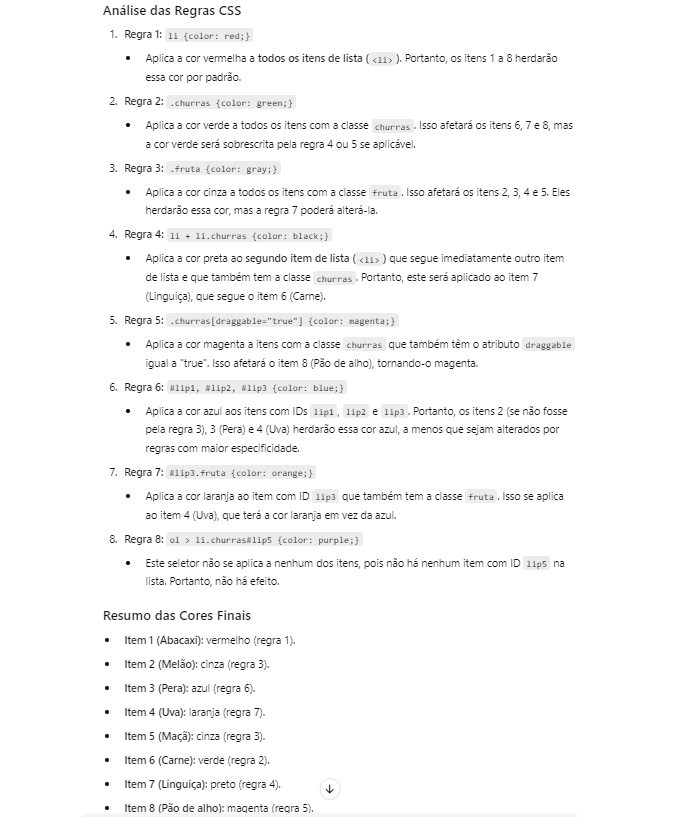 Análise das Regras CSS
1. Regra 1: li {color: red;}
• Aplica a cor vermelha a todos os itens de lista ( <li> ). Portanto, os itens 1 a 8 herdarão
essa cor por padrão.
2. Regra 2: .churras {color: green;}
• Aplica a cor verde a todos os itens com a classe churras . Isso afetará os itens 6, 7 e 8, mas
a cor verde será sobrescrita pela regra 4 ou 5 se aplicável.
3. Regra 3: .fruta {color: gray;}
• Aplica a cor cinza a todos os itens com a classe fruta . Isso afetará os itens 2, 3, 4 e 5. Eles
herdarão essa cor, mas a regra 7 poderá alterá-la.
4. Regra 4: li + li.churras {color: black;}
• Aplica a cor preta ao segundo item de lista ( <li> ) que segue imediatamente outro item
de lista e que também tem a classe churras . Portanto, este será aplicado ao item 7
(Linguiça), que segue o item 6 (Carne).
5. Regra 5: .churras[draggable="true"] {color: magenta;}
• Aplica a cor magenta a itens com a classe churras que também têm o atributo draggable
igual a "true". Isso afetará o item 8 (Pão de alho), tornando-o magenta.
6. Regra 6: #lip1, #lip2, #lip3 {color: blue;}
• Aplica a cor azul aos itens com IDs lip1 , lip2 e lip3 . Portanto, os itens 2 (se não fosse
pela regra 3), 3 (Pera) e 4 (Uva) herdarão essa cor azul, a menos que sejam alterados por
regras com maior especificidade.
7. Regra 7: #lip3.fruta {color: orange;}
• Aplica a cor laranja ao item com ID lip3 que também tem a classe fruta . Isso se aplica
ao item 4 (Uva), que terá a cor laranja em vez da azul.
8. Regra 8: ol > li.churras#lip5 {color: purple;}
• Este seletor não se aplica a nenhum dos itens, pois não há nenhum item com ID lip5 na
lista. Portanto, não há efeito.
Resumo das Cores Finais
• Item 1 (Abacaxi): vermelho (regra 1).
• Item 2 (Melão): cinza (regra 3).
• Item 3 (Pera): azul (regra 6).
• Item 4 (Uva): laranja (regra 7).
• Item 5 (Maçã): cinza (regra 3).
• Item 6 (Carne): verde (regra 2).
• Item 7 (Linguiça): preto (regra 4).
• Item 8 (Pão de alho): magenta (regra 5).